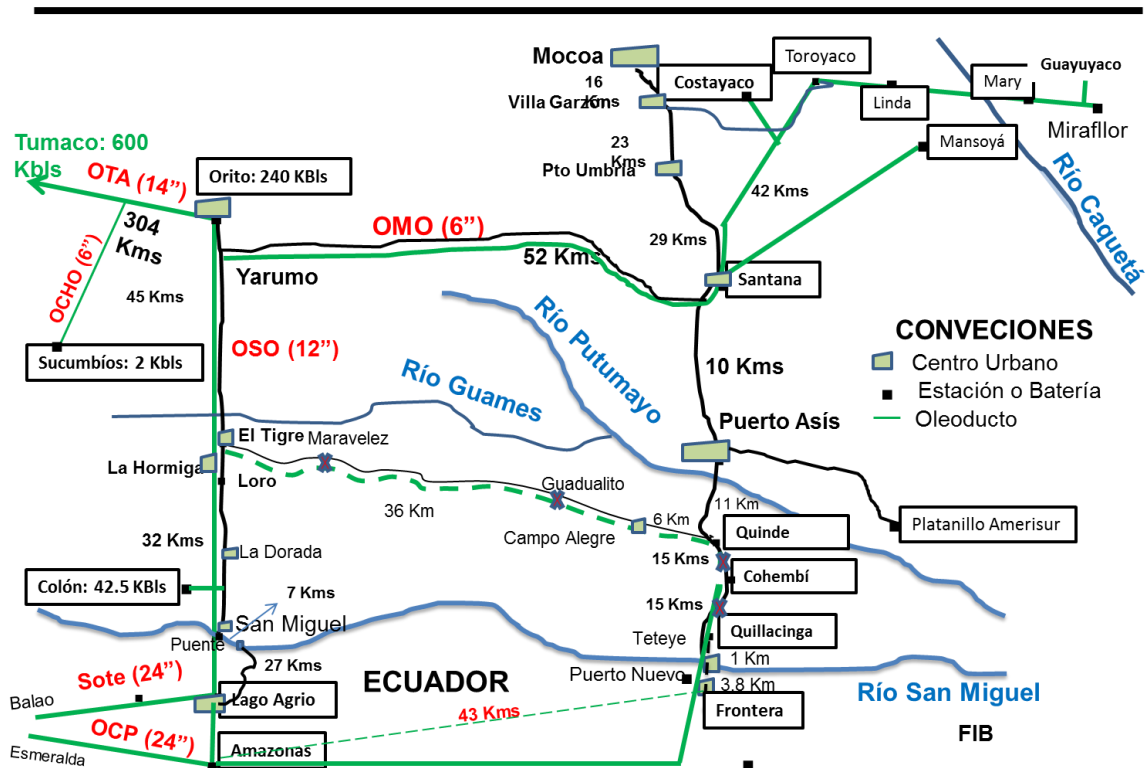 Mocoa
Toroyaco
Guayuyaco
16
Kms
Costayaco
Mary
Villa Garzón
Linda
Mirafllor
Tumaco: 600
Kbls
23
Kms
Mansoyá
OTA (14”)
Orito: 240 KBls
Pto Umbría
42 Kms
Río Caquetá
304
Kms
OMO (6”)
29 Kms
OCHO (6”)
52 Kms
Yarumo
Santana
45 Kms
Río Putumayo
CONVECIONES
OSO (12”)
Centro Urbano
Sucumbíos: 2 Kbls
10 Kms
Estación o Batería
Río Guames
Oleoducto
Puerto Asís
El Tigre
Maravelez
La Hormiga
Loro
Guadualito
36 Km
11 Km
6 Km
Platanillo Amerisur
Campo Alegre
Quinde
32 Kms
La Dorada
15 Kms
Cohembí
Colón: 42.5 KBls
7 Kms
15 Kms
San Miguel
Teteye
Quillacinga
Puente
1 Km
27 Kms
Puerto Nuevo
Sote (24”)
ECUADOR
3.8 Km
Río San Miguel
Balao
Lago Agrio
43 Kms
Frontera
OCP (24”)
FIB
Esmeralda
Amazonas